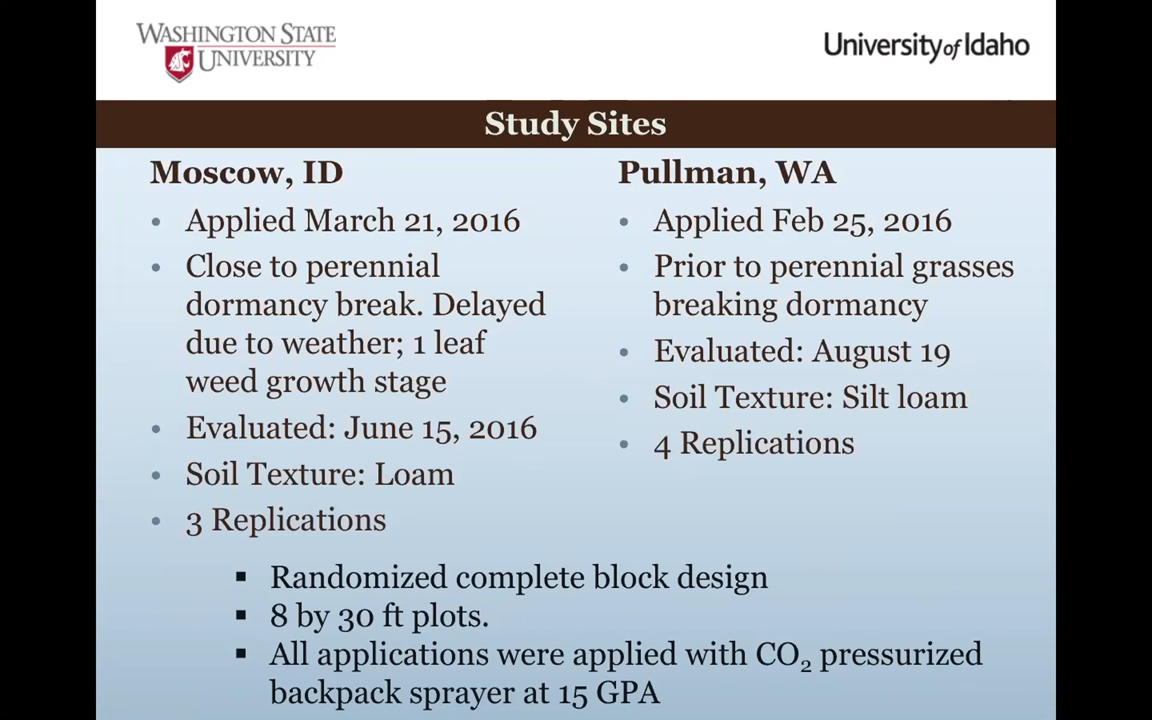 WASHINGTON STATE
UNIVERSITY
University of Idaho
Study Sites
Moscow, ID
• Applied March 21, 2016
• Close to perennial
dormancy break. Delayed
due to weather; 1 leaf
weed growth stage
• Evaluated: June 15, 2016
• Soil Texture: Loam
• 3 Replications
Pullman, WA
• Applied Feb 25, 2016
• Prior to perennial grasses
breaking dormancy
• Evaluated: August 19
• Soil Texture: Silt loam
• 4 Replications
▪ Randomized complete block design
▪ 8 by 30 ft plots.
▪ All applications were applied with CO₂ pressurized
backpack sprayer at 15 GPA